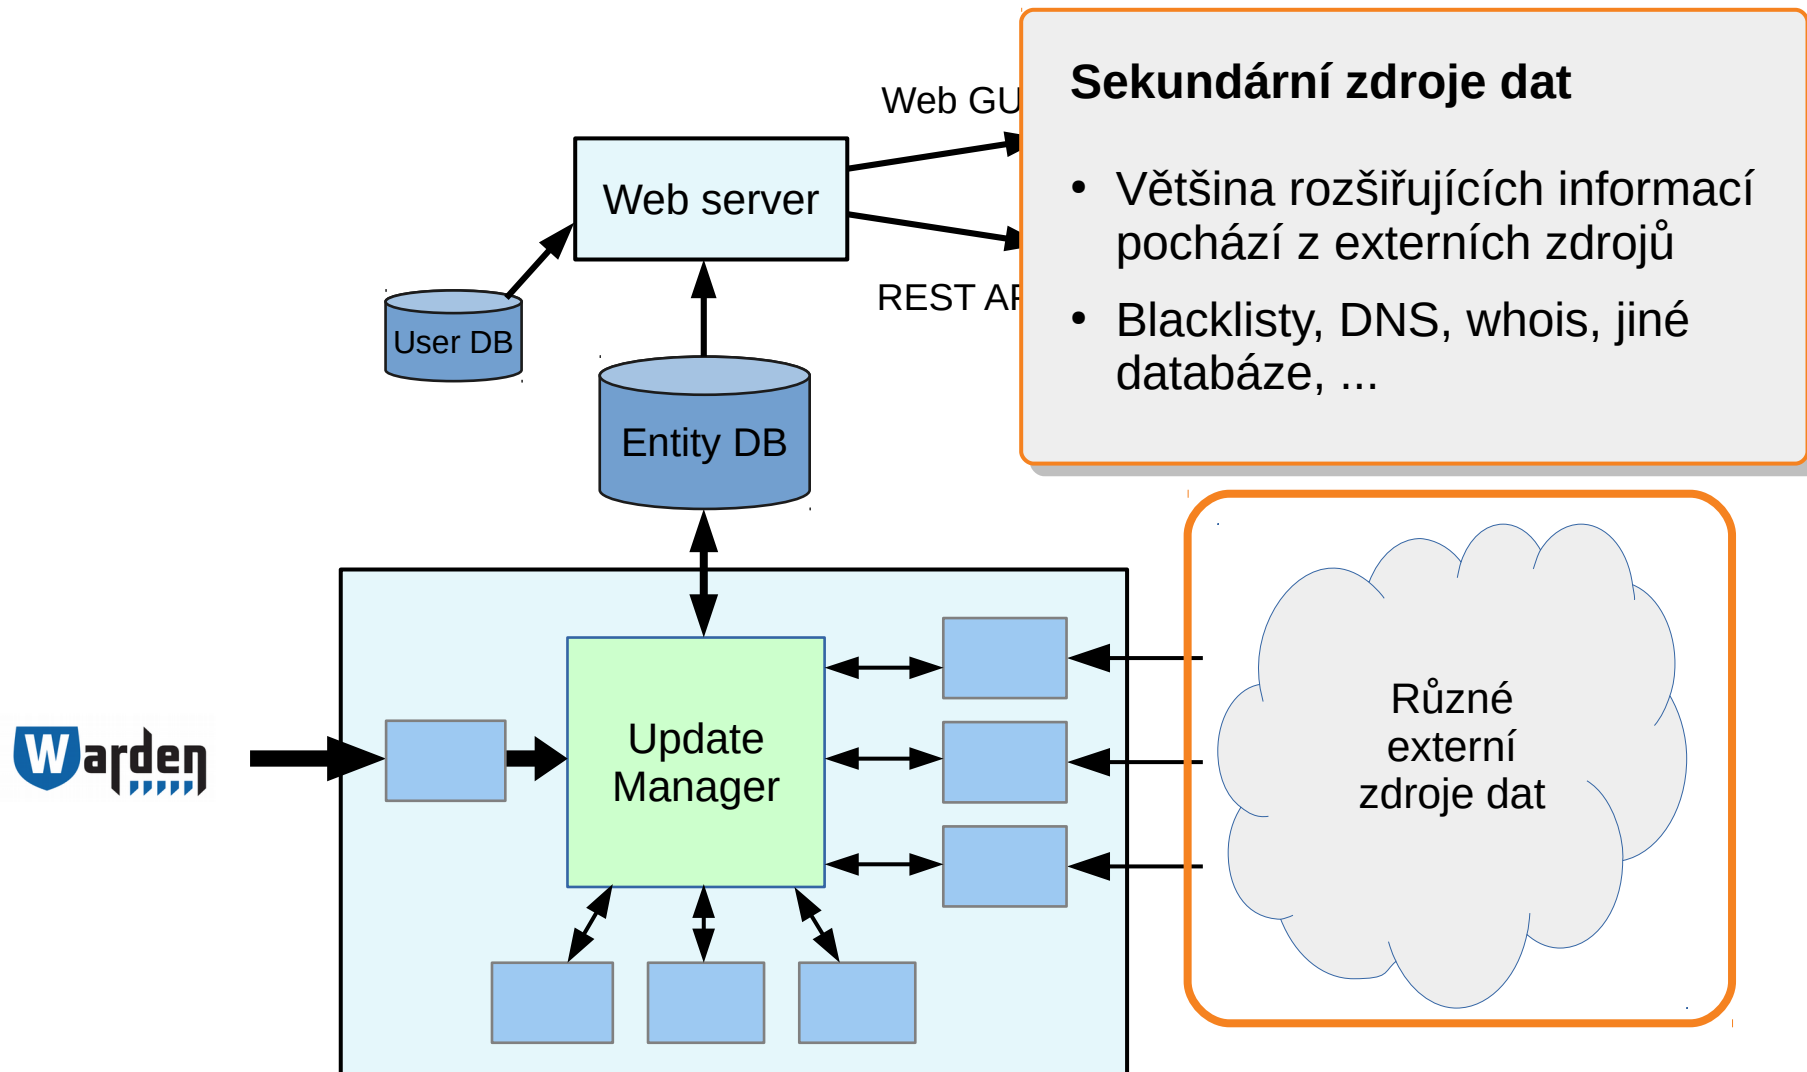 Sekundární zdroje dat
Web GU
Web server
• Většina rozšiřujících informací
pochází z externích zdrojů
REST AP
• Blacklisty, DNS, whois, jiné
databáze, ...
User DB
Entity DB
Různé
externí
zdroje dat
Update
Manager
Warden